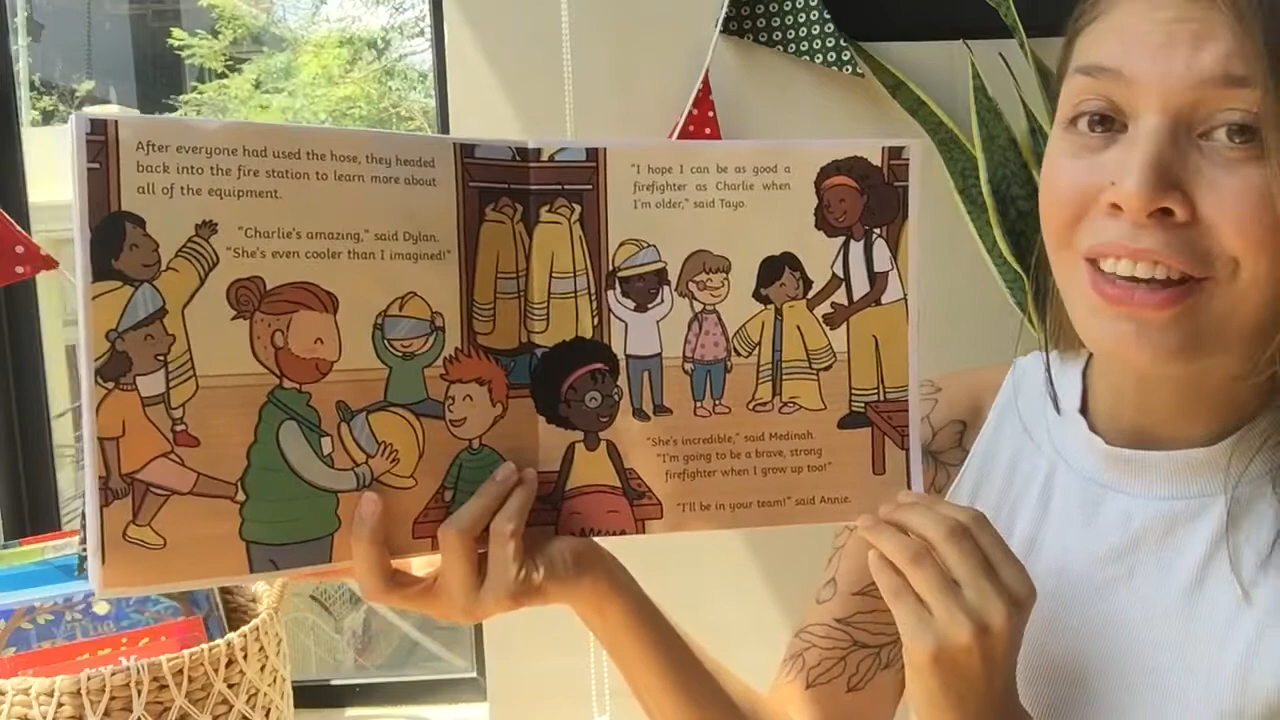 After everyone had used the hose, they headed
back into the fire station to learn more about
all of the equipment.
"Charlie's amazing," said Dylan.
"She's even cooler than I imagined!"
"I hope I can be as good a
firefighter as Charlie when
I'm older," said Tayo.
"She's incredible," said Medinah.
"I'm going to be a brave, strong
firefighter when I grow up too!"
"I'll be in your team!" said Annie.
The
My